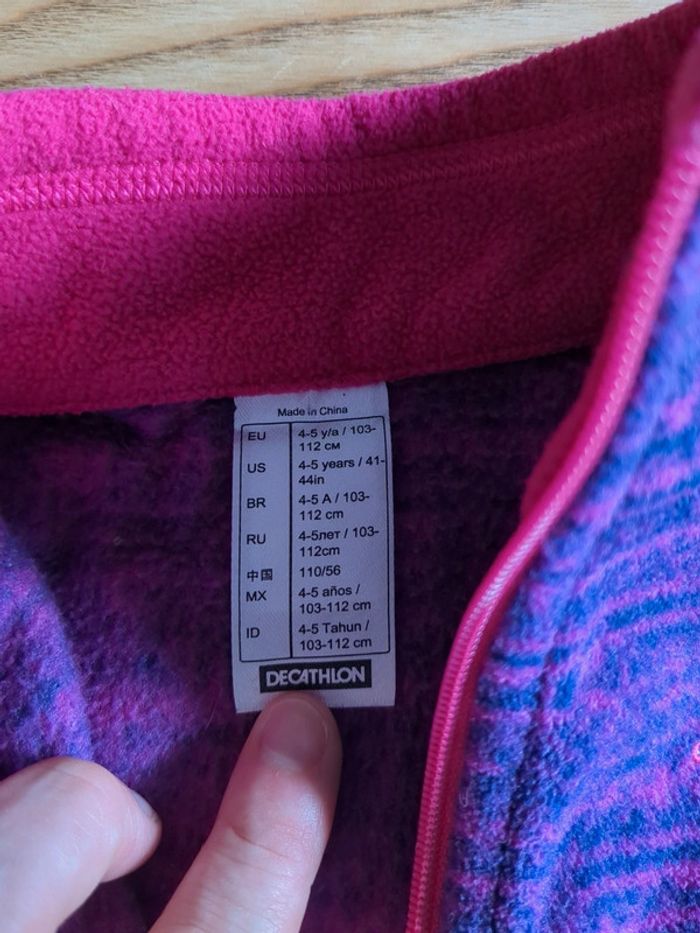 Made in China
EU 4-5 y/a / 103-
112 см
US 4-5 years / 41-
44in
BR 4-5 A / 103-
112 cm
RU 4-5лет / 103-
112cm
中国 110/56
MX 4-5 años /
103-112 cm
ID 4-5 Tahun /
103-112 cm
DECATHLON